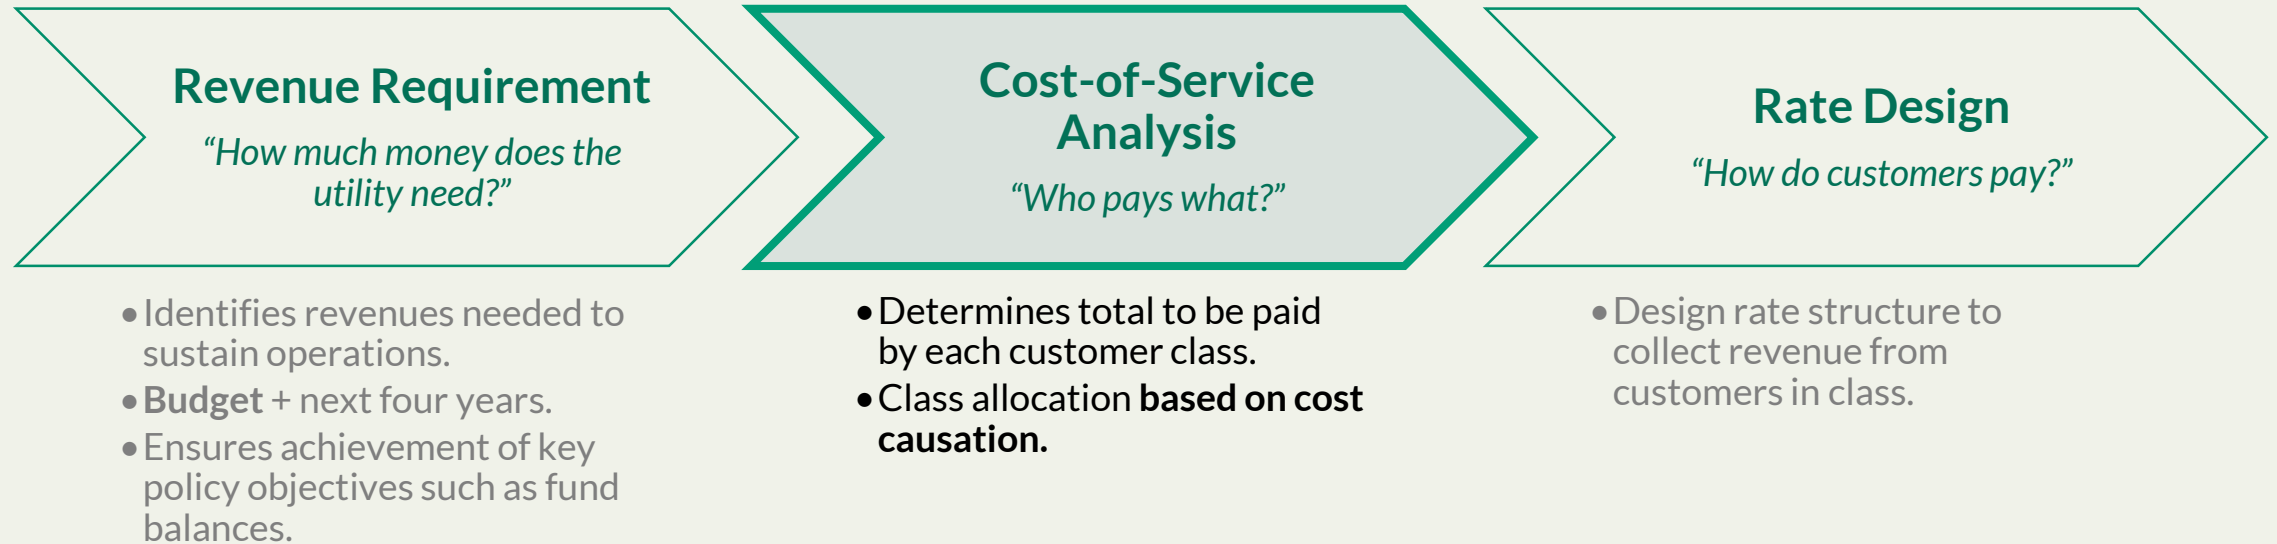 Revenue Requirement
“How much money does the
utility need?”
•Identifies revenues needed to
sustain operations.
•Budget + next four years.
•Ensures achievement of key
policy objectives such as fund
balances.
Cost-of-Service
Analysis
“Who pays what?”
•Determines total to be paid
by each customer class.
•Class allocation based on cost
causation.
Rate Design
“How do customers pay?”
•Design rate structure to
collect revenue from
customers in class.